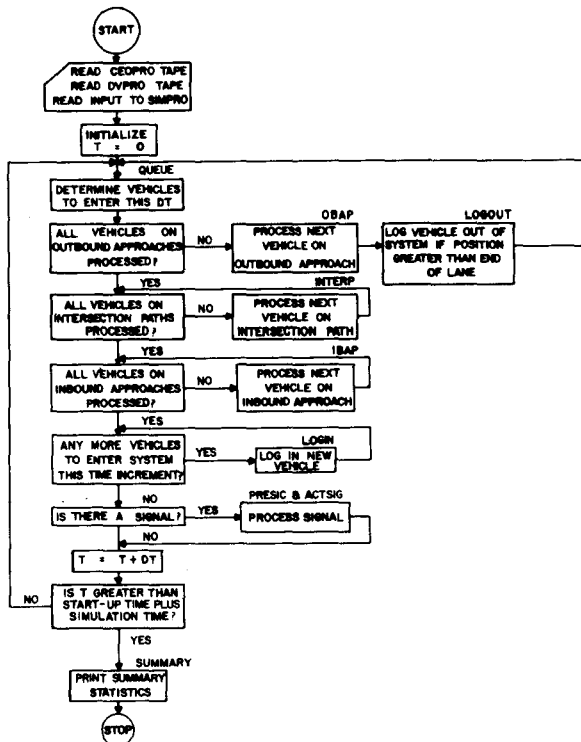 START
READ GEOPRO TAPE
READ DVPRO TAPE
READ INPUT TO SIMPRO
INITIALIZE
T = 0
QUEUE
DETERMINE VEHICLES
TO ENTER THIS DT
ALL VEHICLES ON
OUTBOUND APPROACHES
PROCESSED?
NO
OBAP
PROCESS NEXT
VEHICLE ON
OUTBOUND APPROACH
LOGOUT
LOG VEHICLE OUT OF
SYSTEM IF POSITION
GREATER THAN END
OF LANE
YES
INTERP
ALL VEHICLES ON
INTERSECTION PATHS
PROCESSED?
NO
PROCESS NEXT
VEHICLE ON
INTERSECTION PATH
YES
IBAP
ALL VEHICLES ON
INBOUND APPROACHES
PROCESSED?
NO
PROCESS NEXT
VEHICLE ON
INBOUND APPROACH
YES
ANY MORE VEHICLES
TO ENTER SYSTEM
THIS TIME INCREMENT?
YES
LOGIN
LOG IN NEW
VEHICLE
NO
IS THERE A SIGNAL?
YES
PRESIC & ACTSIG
PROCESS SIGNAL
NO
T = T + DT
IS T GREATER THAN
START-UP TIME PLUS
SIMULATION TIME?
NO
YES
SUMMARY
PRINT SUMMARY
STATISTICS
STOP